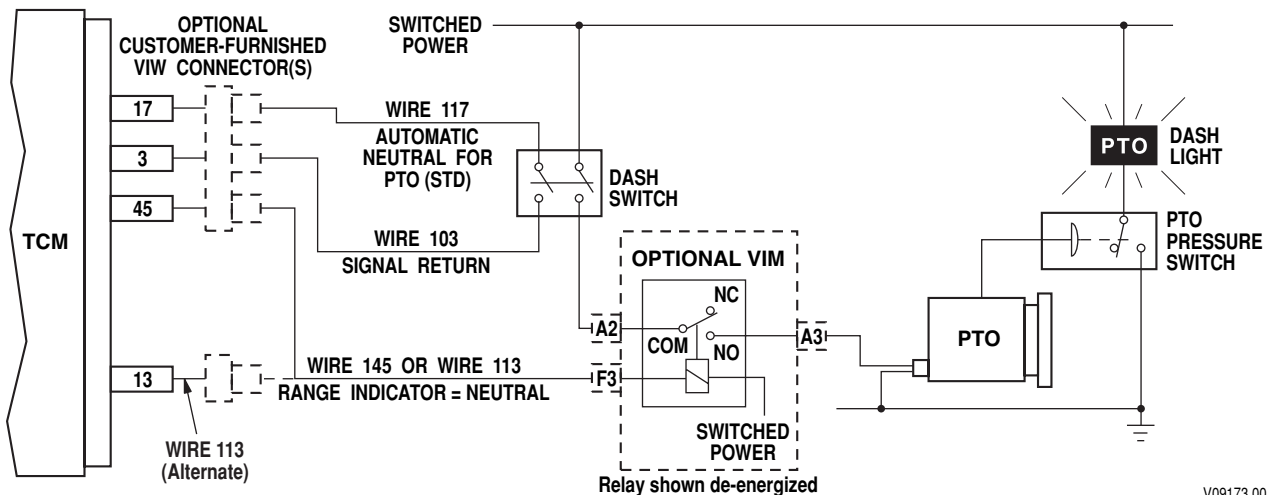 OPTIONAL
CUSTOMER-FURNISHED
VIW CONNECTOR(S)
SWITCHED
POWER
17
WIRE 117
AUTOMATIC
NEUTRAL FOR
PTO (STD)
3
45
TCM
DASH
SWITCH
WIRE 103
SIGNAL RETURN
PTO
DASH
LIGHT
PTO
PRESSURE
SWITCH
OPTIONAL VIM
NC
A2
COM
NO
A3
PTO
13
WIRE 145 OR WIRE 113
RANGE INDICATOR = NEUTRAL
F3
SWITCHED
POWER
WIRE 113
(Alternate)
Relay shown de-energized
V09173.00